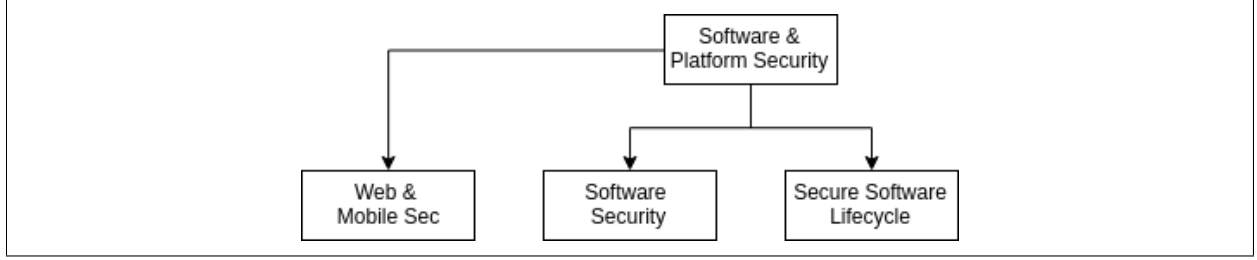 Software &
Platform Security
Web &
Mobile Sec
Software
Security
Secure Software
Lifecycle